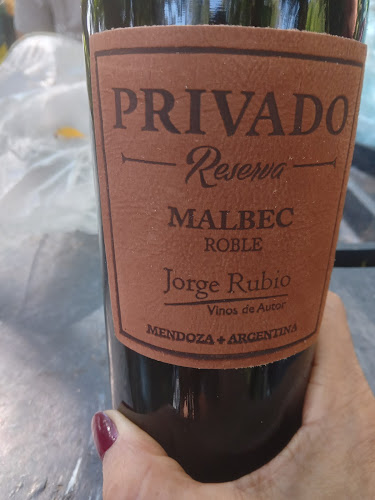 PRIVADO
Reserva
MALBEC
ROBLE
Jorge Rubio
Vinos de Autor
MENDOZA + ARGENTINA